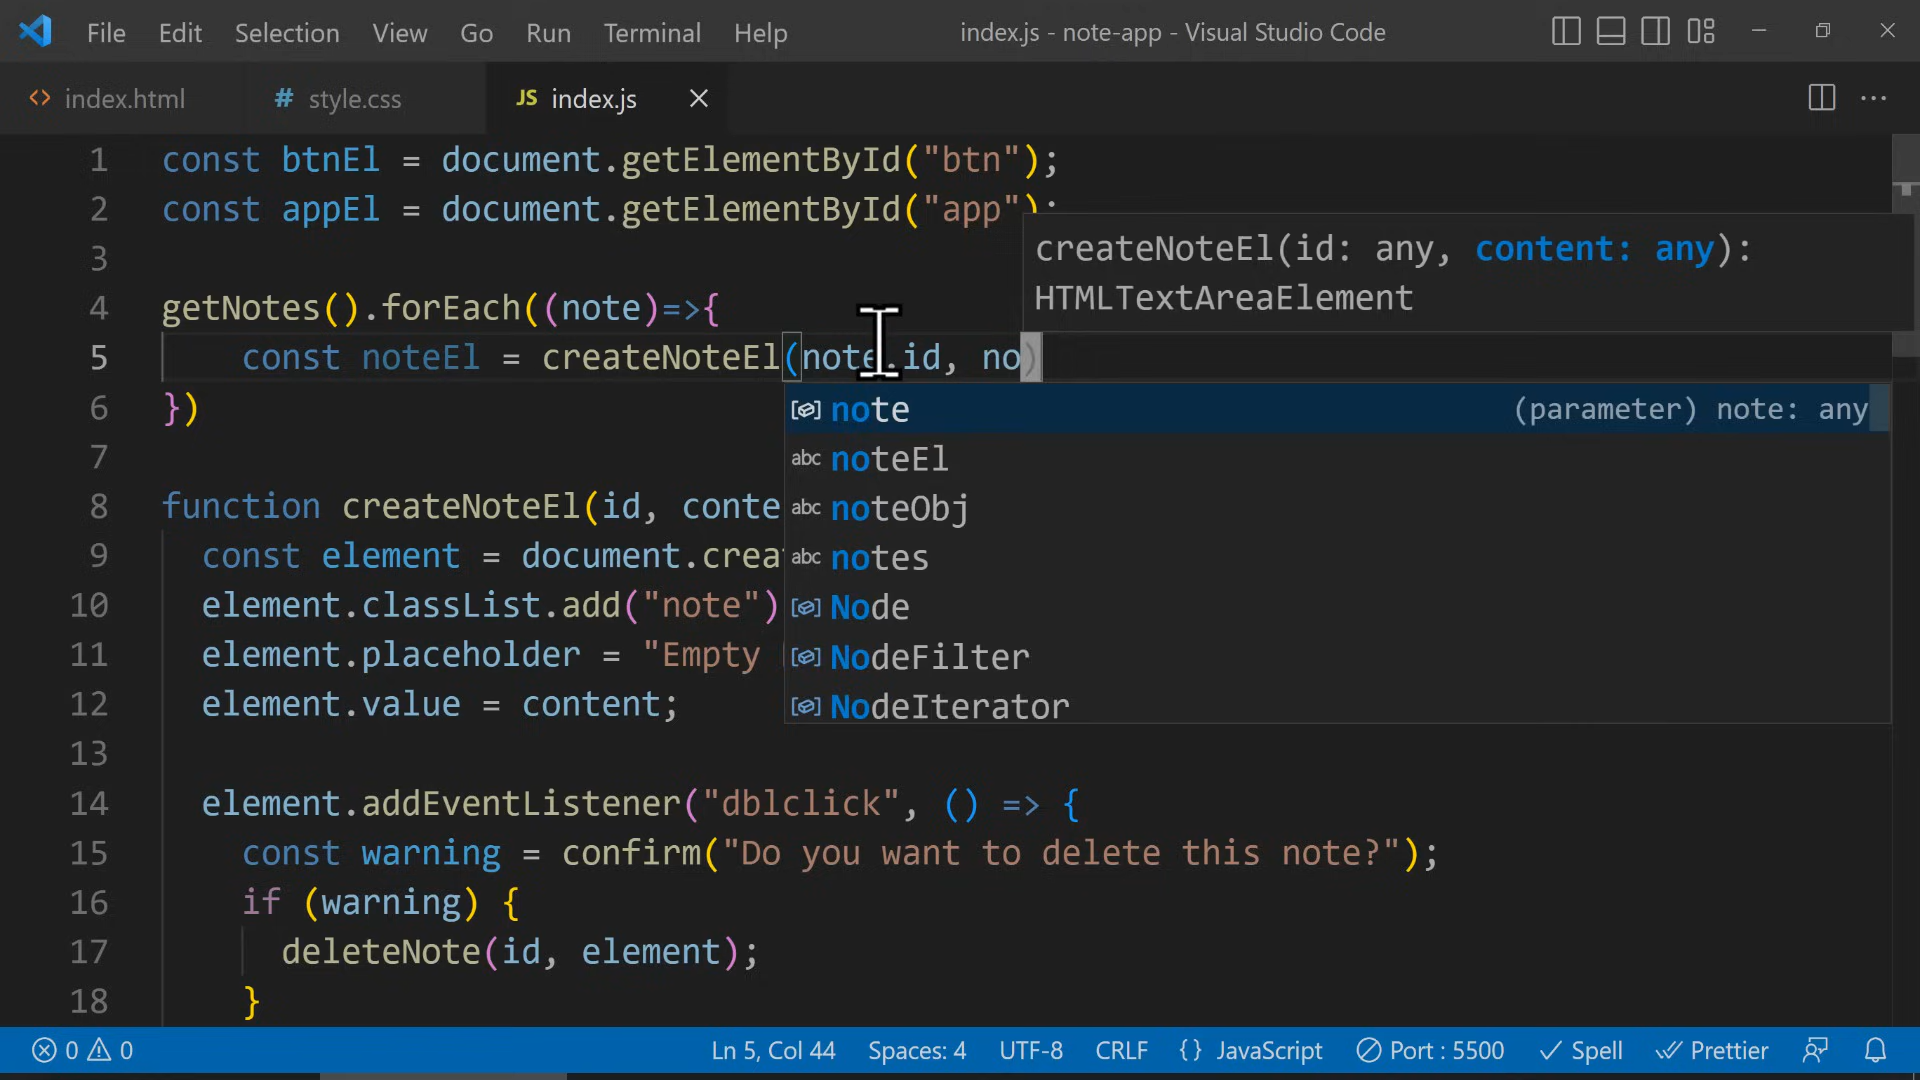 File Edit Selection View Go Run Terminal Help index.js - note-app - Visual Studio Code
<> index.html # style.css JS index.js
1 const btnEl = document.getElementById("btn");
2 const appEl = document.getElementById("app");
createNoteEl(id: any, content: any):
HTMLTextAreaElement
3
4 getNotes().forEach((note)=>{
5 const noteEl = createNoteEl(note.id, no)
6 })
note (parameter) note: any
abc noteEl
abc noteObj
abc notes
Node
NodeFilter
NodeIterator
7
8 function createNoteEl(id, conte
9 const element = document.crea
10 element.classList.add("note")
11 element.placeholder = "Empty
12 element.value = content;
13
14 element.addEventListener("dblclick", () => {
15 const warning = confirm("Do you want to delete this note?");
16 if (warning) {
17 deleteNote(id, element);
18 }
0 0 Ln 5, Col 44 Spaces: 4 UTF-8 CRLF {} JavaScript Port : 5500 Spell Prettier